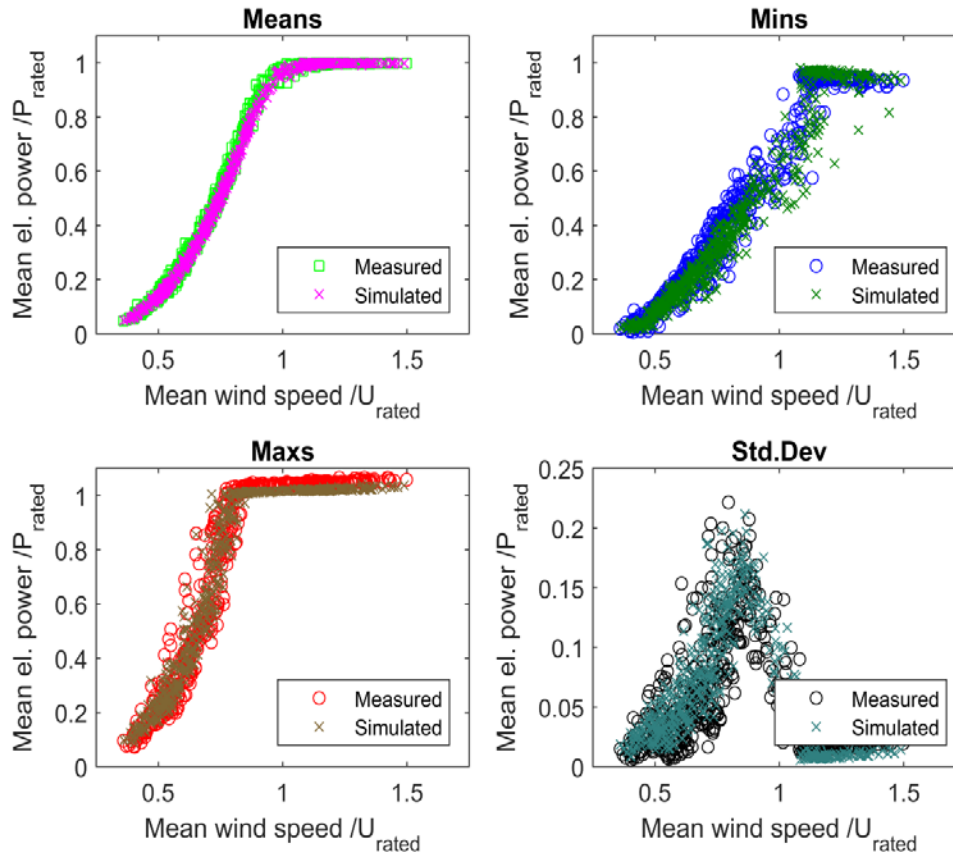 Means
Mean el. power /P_rated
1
0.8
0.6
0.4
0.2
0
Measured
Simulated
0.5
1
1.5
Mean wind speed /U_rated
Mins
Mean el. power /P_rated
1
0.8
0.6
0.4
0.2
0
Measured
Simulated
0.5
1
1.5
Mean wind speed /U_rated
Maxs
Mean el. power /P_rated
1
0.8
0.6
0.4
0.2
0
Measured
Simulated
0.5
1
1.5
Mean wind speed /U_rated
Std.Dev
Mean el. power /P_rated
0.25
0.2
0.15
0.1
0.05
0
Measured
Simulated
0.5
1
1.5
Mean wind speed /U_rated